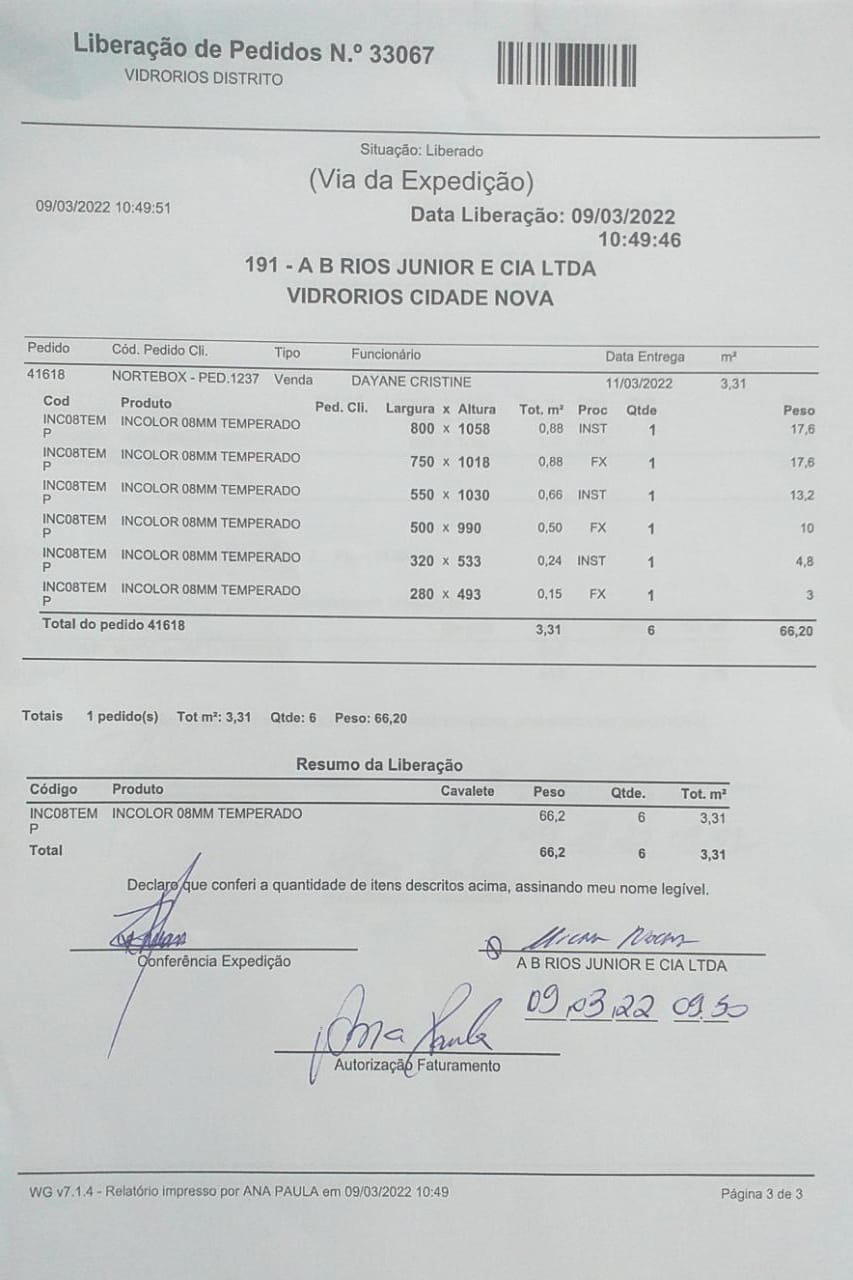 Liberação de Pedidos N.º 33067
VIDRORIOS DISTRITO
Situação: Liberado
(Via da Expedição)
09/03/2022 10:49:51
Data Liberação: 09/03/2022
10:49:46
191 - A B RIOS JUNIOR E CIA LTDA
VIDRORIOS CIDADE NOVA
Pedido Cód. Pedido Cli. Tipo Funcionário Data Entrega m²
41618 NORTEBOX - PED.1237 Venda DAYANE CRISTINE 11/03/2022 3,31
Cod Produto Ped. Cli. Largura x Altura Tot. m² Proc Qtde Peso
INC08TEM INCOLOR 08MM TEMPERADO 800 x 1058 0,88 INST 1 17,6
P
INC08TEM INCOLOR 08MM TEMPERADO 750 x 1018 0,88 FX 1 17,6
P
INC08TEM INCOLOR 08MM TEMPERADO 550 x 1030 0,66 INST 1 13,2
P
INC08TEM INCOLOR 08MM TEMPERADO 500 x 990 0,50 FX 1 10
P
INC08TEM INCOLOR 08MM TEMPERADO 320 x 533 0,24 INST 1 4,8
P
INC08TEM INCOLOR 08MM TEMPERADO 280 x 493 0,15 FX 1 3
P
Total do pedido 41618 3,31 6 66,20
Totais 1 pedido(s) Tot m²: 3,31 Qtde: 6 Peso: 66,20
Resumo da Liberação
Código Produto Cavalete Peso Qtde. Tot. m²
INC08TEM INCOLOR 08MM TEMPERADO 66,2 6 3,31
P
Total 66,2 6 3,31
Declaro que conferi a quantidade de itens descritos acima, assinando meu nome legível.
Conferência Expedição
A B RIOS JUNIOR E CIA LTDA
09,03,22 09:50
Ana Paula
Autorização Faturamento
WG v7.1.4 - Relatório impresso por ANA PAULA em 09/03/2022 10:49
Página 3 de 3